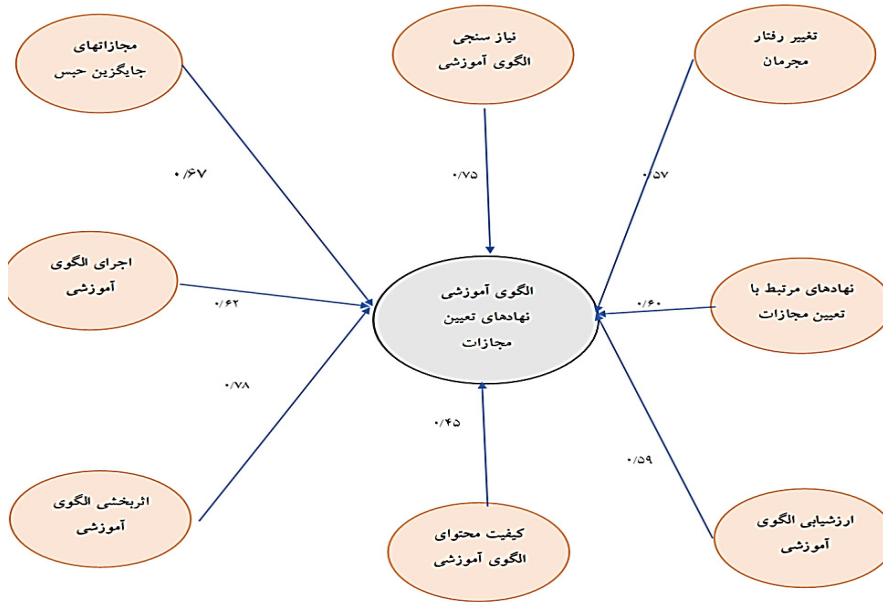 تغییر رفتار
مجرمان
نیاز سنجی
الگوی آموزشی
مجازاتهای
جایگزین حبس
۰/۵۷
۰/۷۵
۰/۶۷
نهادهای مرتبط با
تعیین مجازات
۰/۶۰
الگوی آموزشی
نهادهای تعیین
مجازات
۰/۶۲
اجرای الگوی
آموزشی
۰/۵۹
۰/۴۵
۰/۷۸
ارزشیابی الگوی
آموزشی
کیفیت محتوای
الگوی آموزشی
اثربخشی الگوی
آموزشی